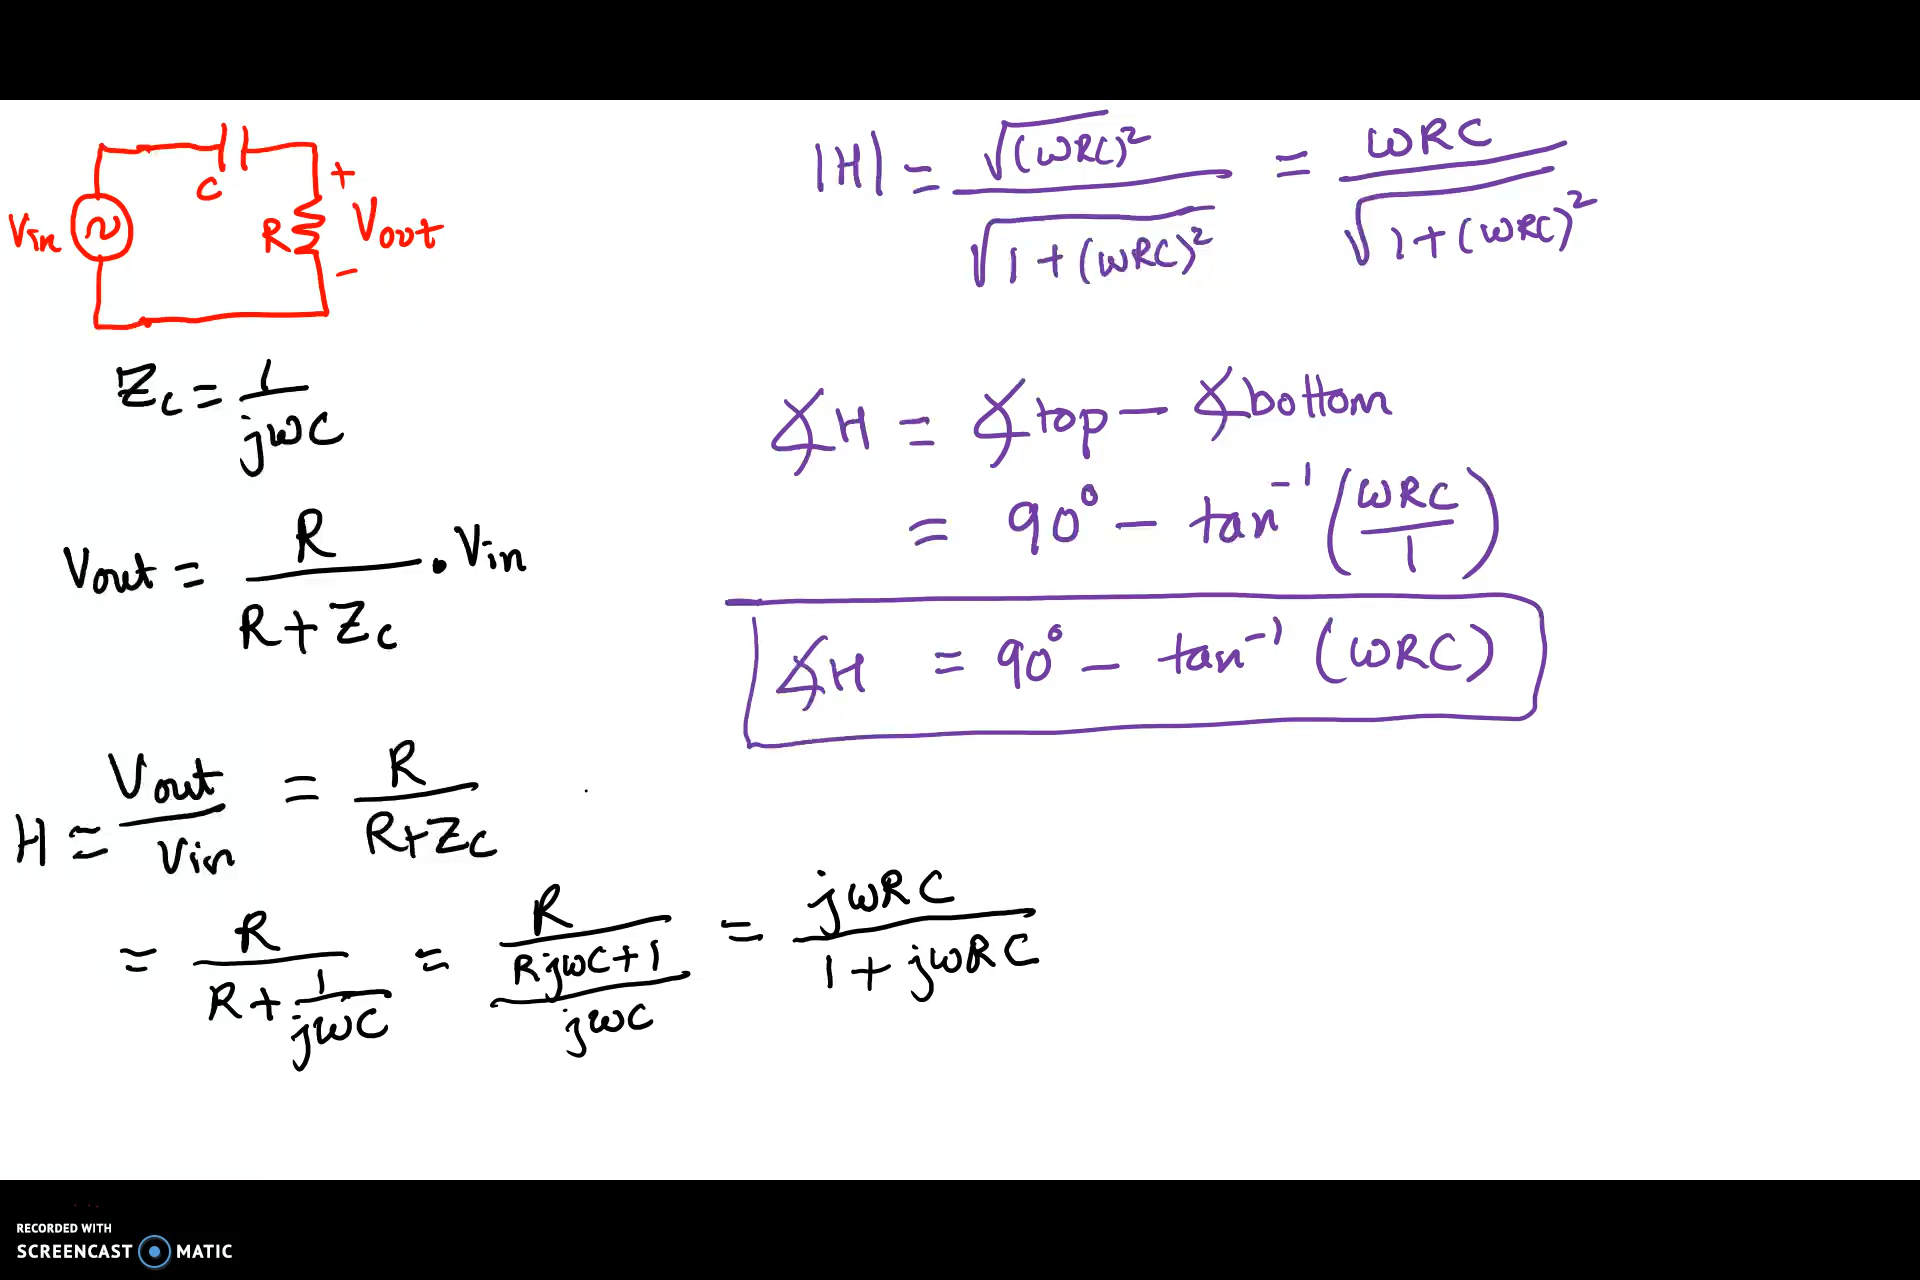 Vin
C
R
+
Vout
-
Zc = 1/jωC
Vout = R/(R+Zc) · Vin
H = Vout/Vin = R/(R+Zc)
= R/(R + 1/jωC) = R/((RjωC+1)/jωC) = jωRC/(1+jωRC)
|H| = √(ωRC)²/√(1+(ωRC)²) = ωRC/√(1+(ωRC)²)
∡H = ∡top - ∡bottom
= 90° - tan⁻¹(ωRC/1)
∡H = 90° - tan⁻¹(ωRC)
RECORDED WITH
SCREENCAST MATIC